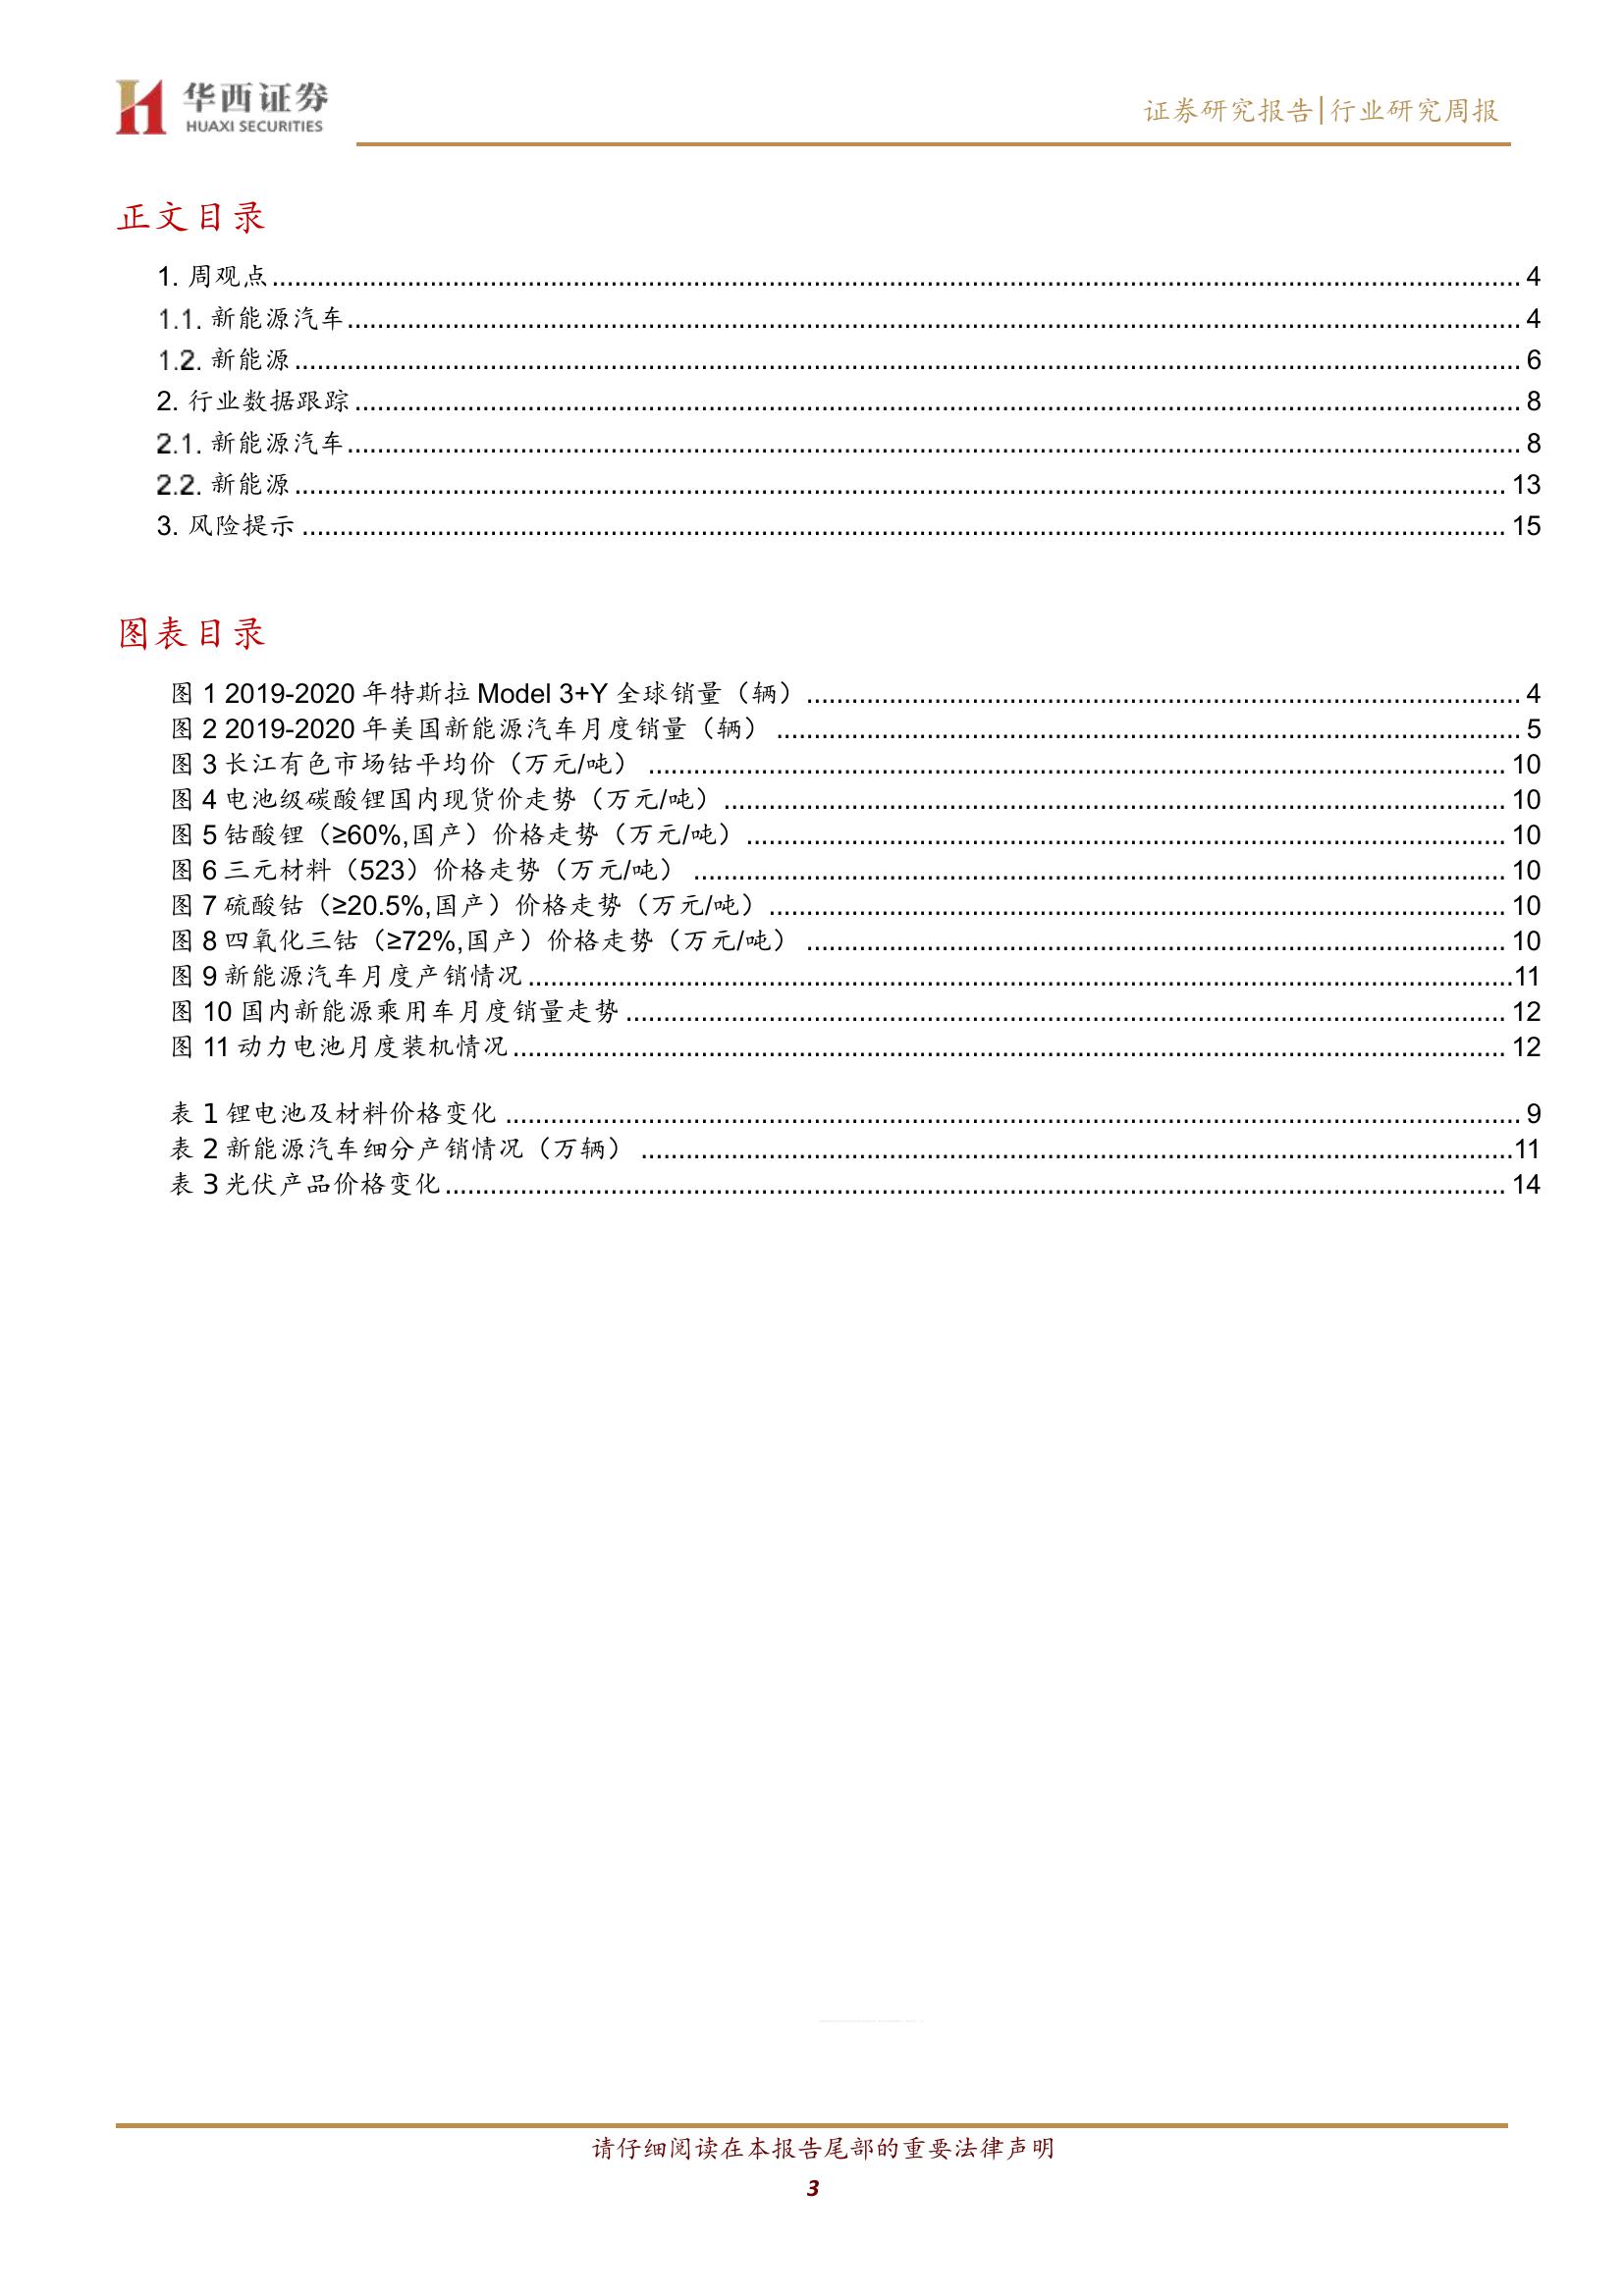 华西证券
HUAXI SECURITIES
证券研究报告|行业研究周报
正文目录
1. 周观点 4
1.1. 新能源汽车 4
1.2. 新能源 6
2. 行业数据跟踪 8
2.1. 新能源汽车 8
2.2. 新能源 13
3. 风险提示 15
图表目录
图 1 2019-2020 年特斯拉 Model 3+Y 全球销量（辆） 4
图 2 2019-2020 年美国新能源汽车月度销量（辆） 5
图 3 长江有色市场钴平均价（万元/吨） 10
图 4 电池级碳酸锂国内现货价走势（万元/吨） 10
图 5 钴酸锂（≥60%,国产）价格走势（万元/吨） 10
图 6 三元材料（523）价格走势（万元/吨） 10
图 7 硫酸钴（≥20.5%,国产）价格走势（万元/吨） 10
图 8 四氧化三钴（≥72%,国产）价格走势（万元/吨） 10
图 9 新能源汽车月度产销情况 11
图 10 国内新能源乘用车月度销量走势 12
图 11 动力电池月度装机情况 12
表 1 锂电池及材料价格变化 9
表 2 新能源汽车细分产销情况（万辆） 11
表 3 光伏产品价格变化 14
请仔细阅读在本报告尾部的重要法律声明
3